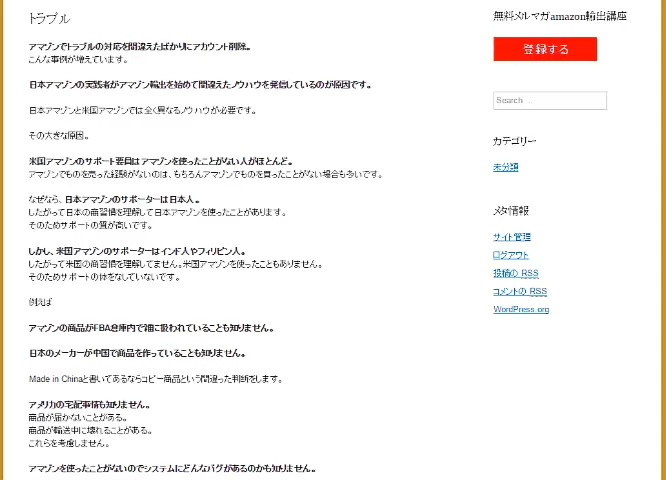 トラブル
アマゾンでトラブルの対応を間違えたばかりにアカウント削除。
こんな事例が増えています。
日本アマゾンの実践者がアマゾン輸出を始めて間違えたノウハウを発信しているのが原因です。
日本アマゾンと米国アマゾンでは全く異なるノウハウが必要です。
その大きな原因。
米国アマゾンのサポート要員はアマゾンを使ったことがない人がほとんど。
アマゾンでものを売った経験がないのは、もちろんアマゾンでものを買ったことがない場合も多いです。
なぜなら、日本アマゾンのサポーターは日本人。
したがって日本の商習慣を理解して日本アマゾンを使ったことがあります。
そのためサポートの質が高いです。
しかし、米国アマゾンのサポーターはインド人やフィリピン人。
したがって米国の商習慣を理解してません。米国アマゾンを使ったこともありません。
そのためサポートの体をなしていないです。
例えば
アマゾンの商品がFBA倉庫内で雑に扱われていることも知りません。
日本のメーカーが中国で商品を作っていることも知りません。
Made in Chinaと書いてあるならコピー商品という間違った判断をします。
アメリカの宅配事情も知りません。
商品が届かないことがある。
商品が輸送中に壊れることがある。
これらを考慮しません。
アマゾンを使ったことがないのでシステムにどんなバグがあるのかも知りません。
無料メルマガamazon輸出講座
登録する
Search …
カテゴリー
未分類
メタ情報
サイト管理
ログアウト
投稿の RSS
コメントの RSS
WordPress.org